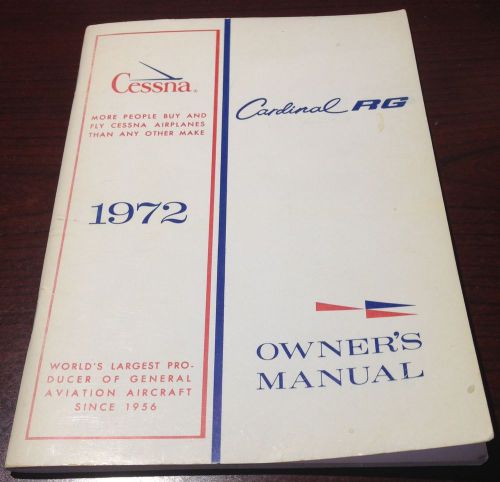 Cessna®
MORE PEOPLE BUY AND
FLY CESSNA AIRPLANES
THAN ANY OTHER MAKE
1972
WORLD'S LARGEST PRO-
DUCER OF GENERAL
AVIATION AIRCRAFT
SINCE 1956
Cardinal RG
OWNER'S
MANUAL